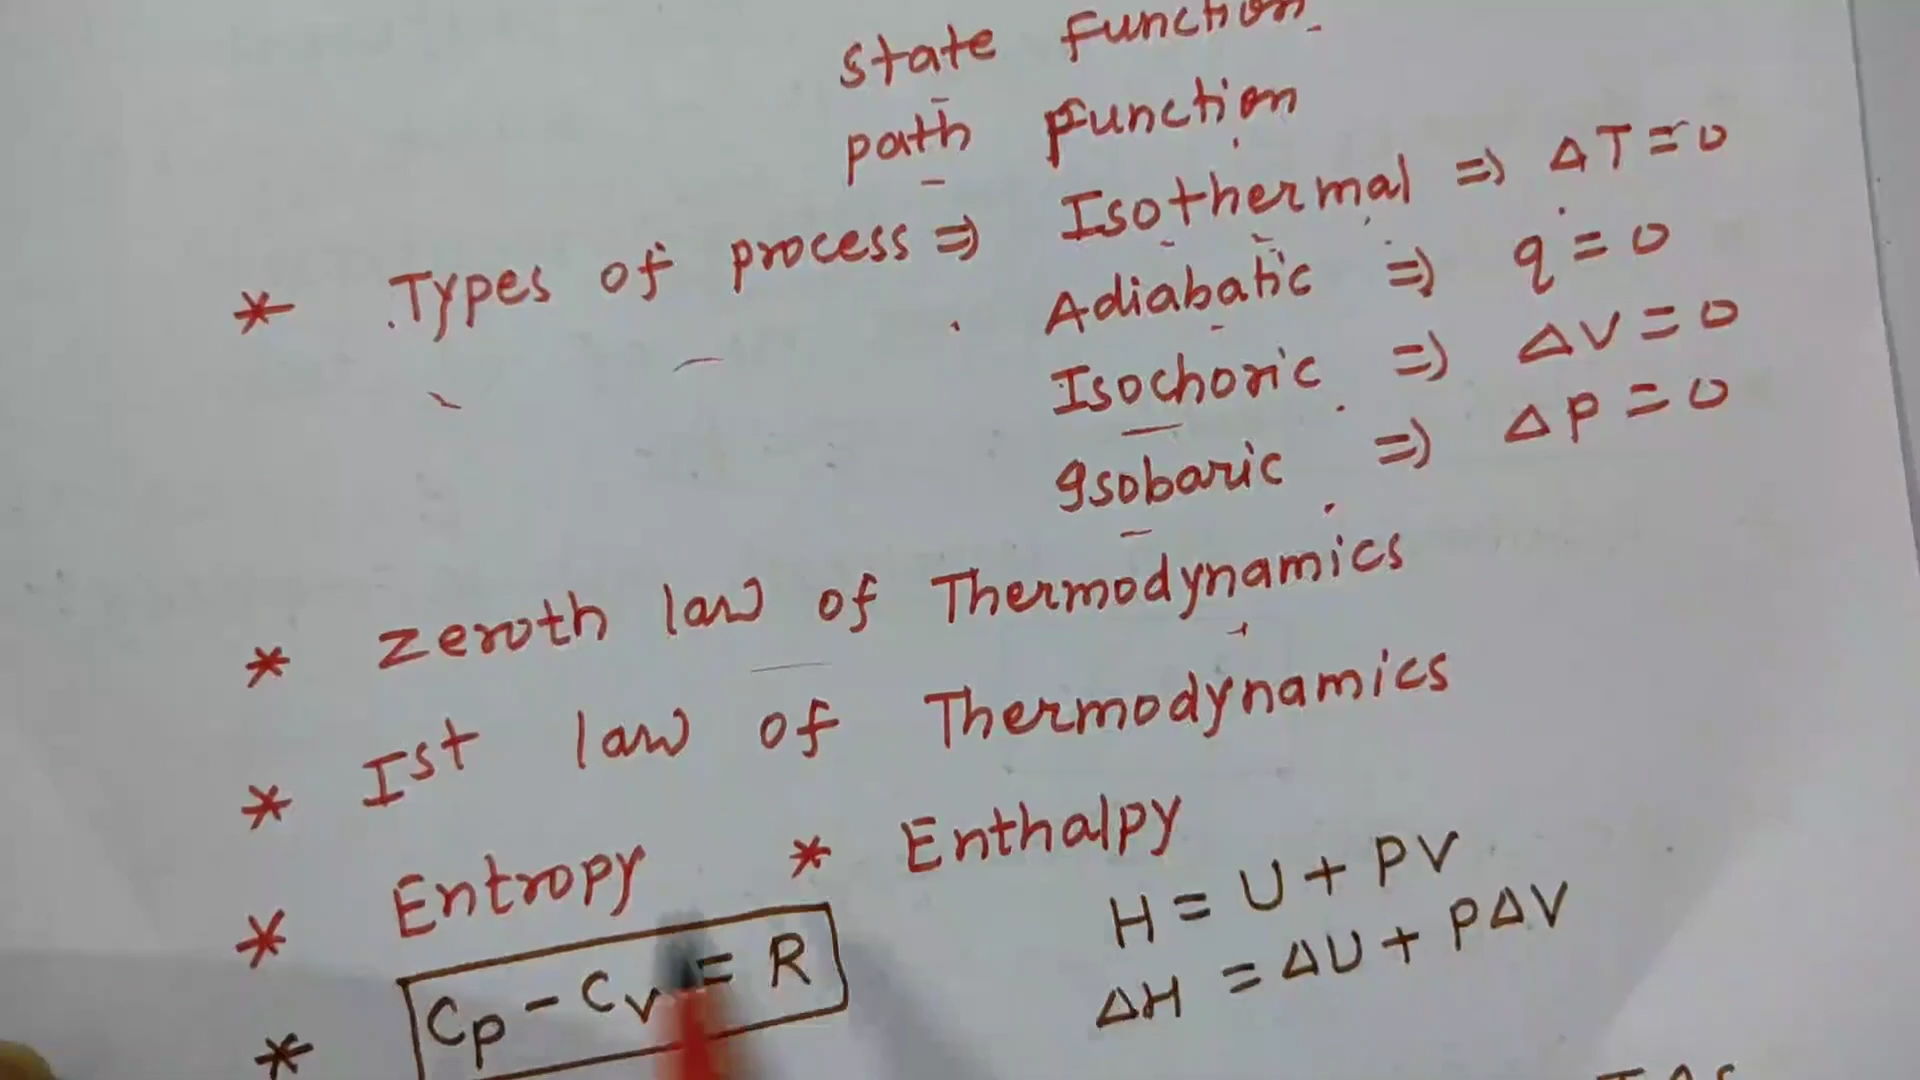 state function
path function
* Types of process ⇒ Isothermal ⇒ ΔT = 0
Adiabatic ⇒ q = 0
Isochoric ⇒ ΔV = 0
Isobaric ⇒ ΔP = 0
* Zeroth law of Thermodynamics
* Ist law of Thermodynamics
* Entropy * Enthalpy
H = U + PV
ΔH = ΔU + PΔV
* Cp - Cv = R